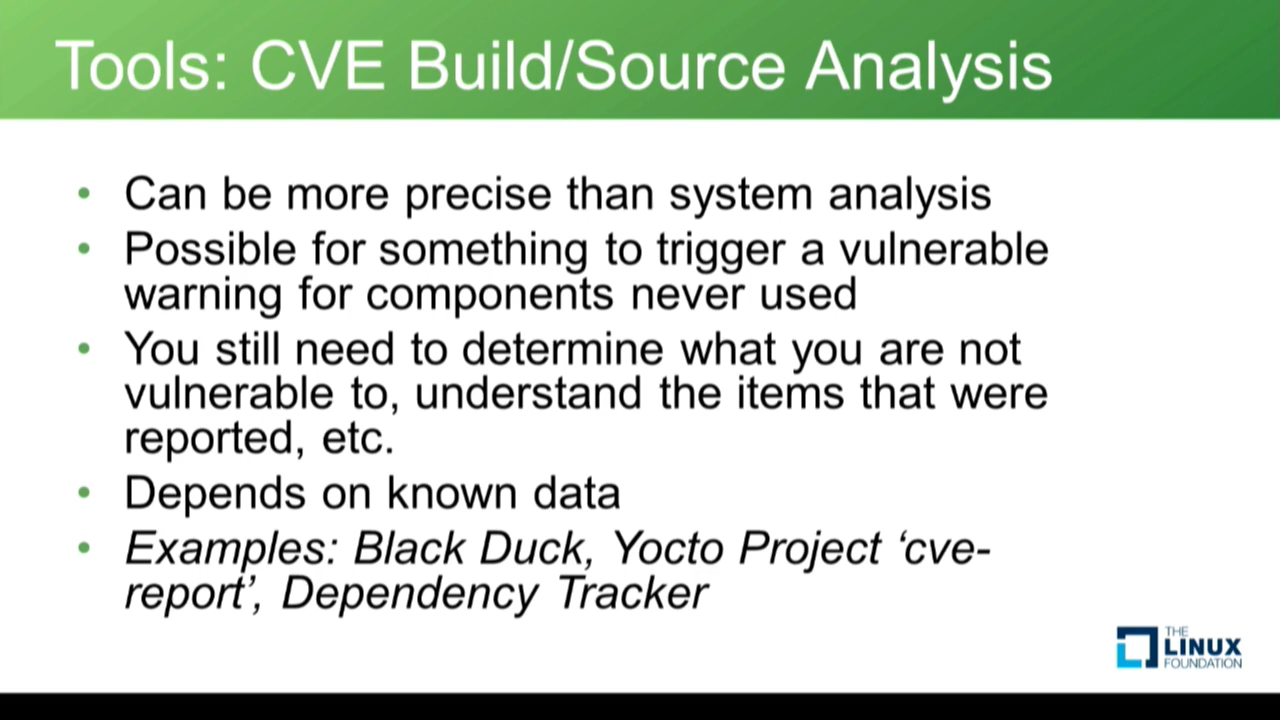 Tools: CVE Build/Source Analysis
• Can be more precise than system analysis
• Possible for something to trigger a vulnerable
warning for components never used
• You still need to determine what you are not
vulnerable to, understand the items that were
reported, etc.
• Depends on known data
• Examples: Black Duck, Yocto Project ‘cve-
report’, Dependency Tracker
THE
LINUX
FOUNDATION